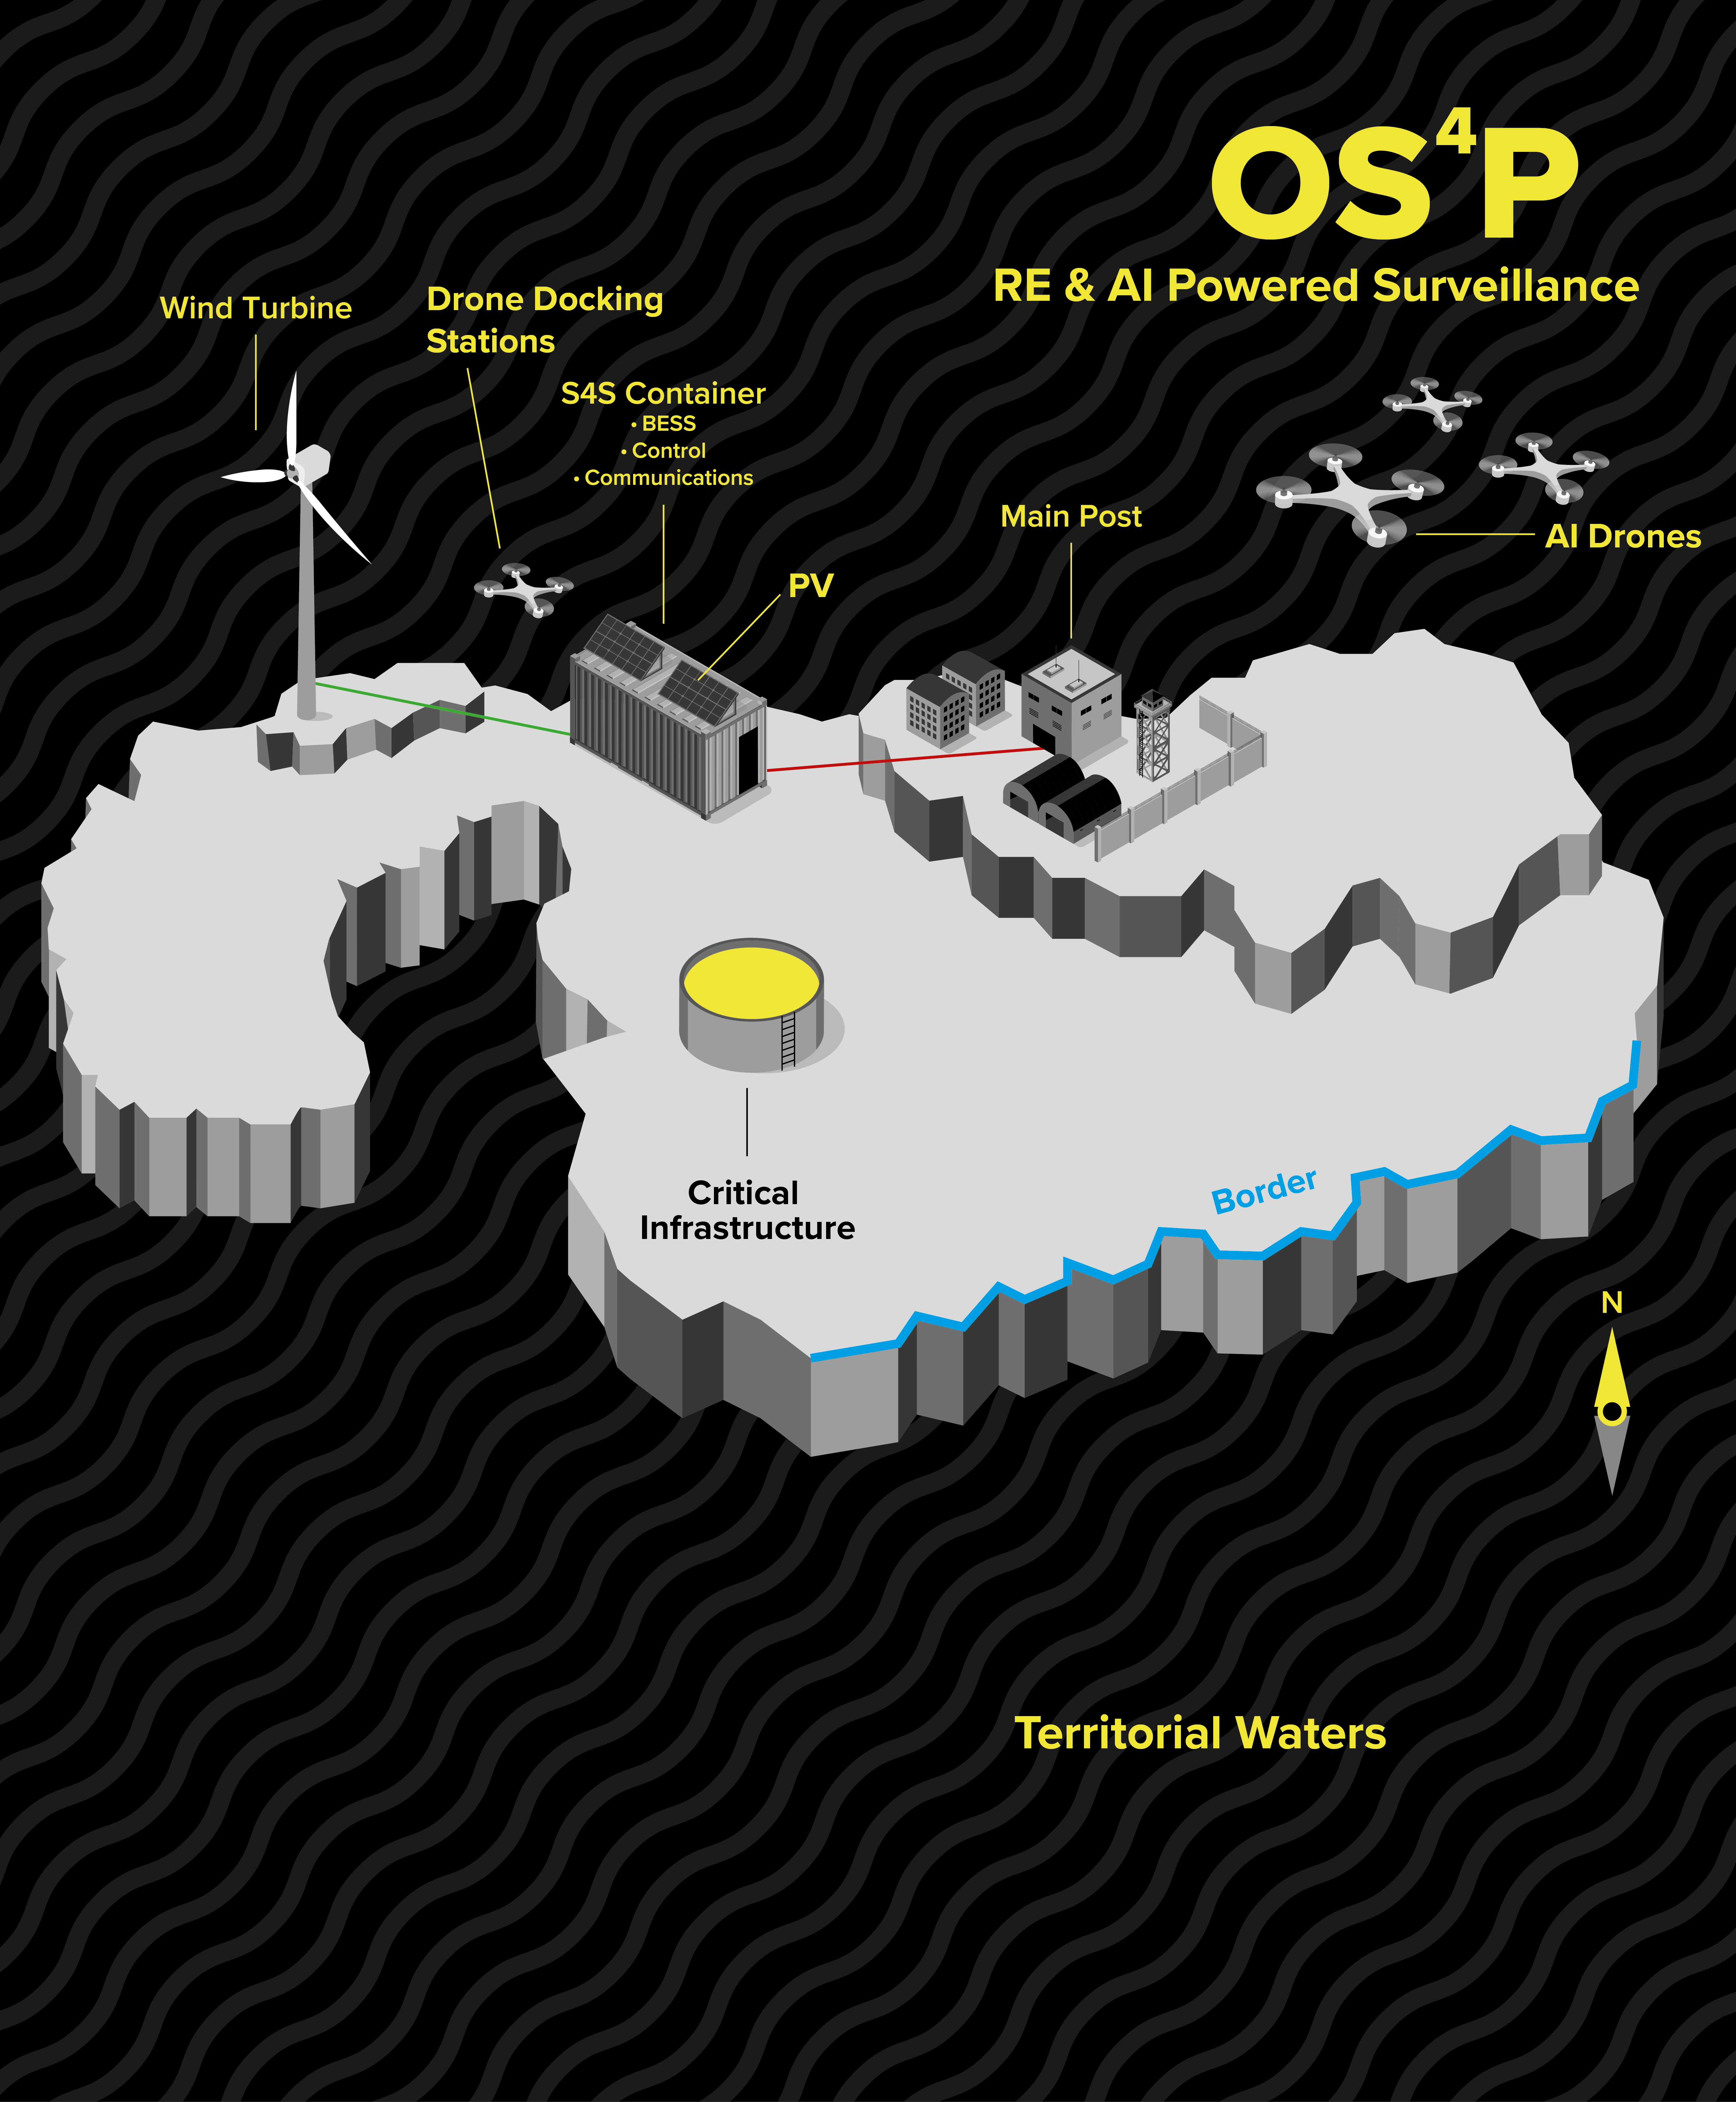 OS⁴P
RE & AI Powered Surveillance
Wind Turbine
Drone Docking
Stations
S4S Container
• BESS
• Control
• Communications
PV
Main Post
AI Drones
Critical
Infrastructure
Border
N
Territorial Waters